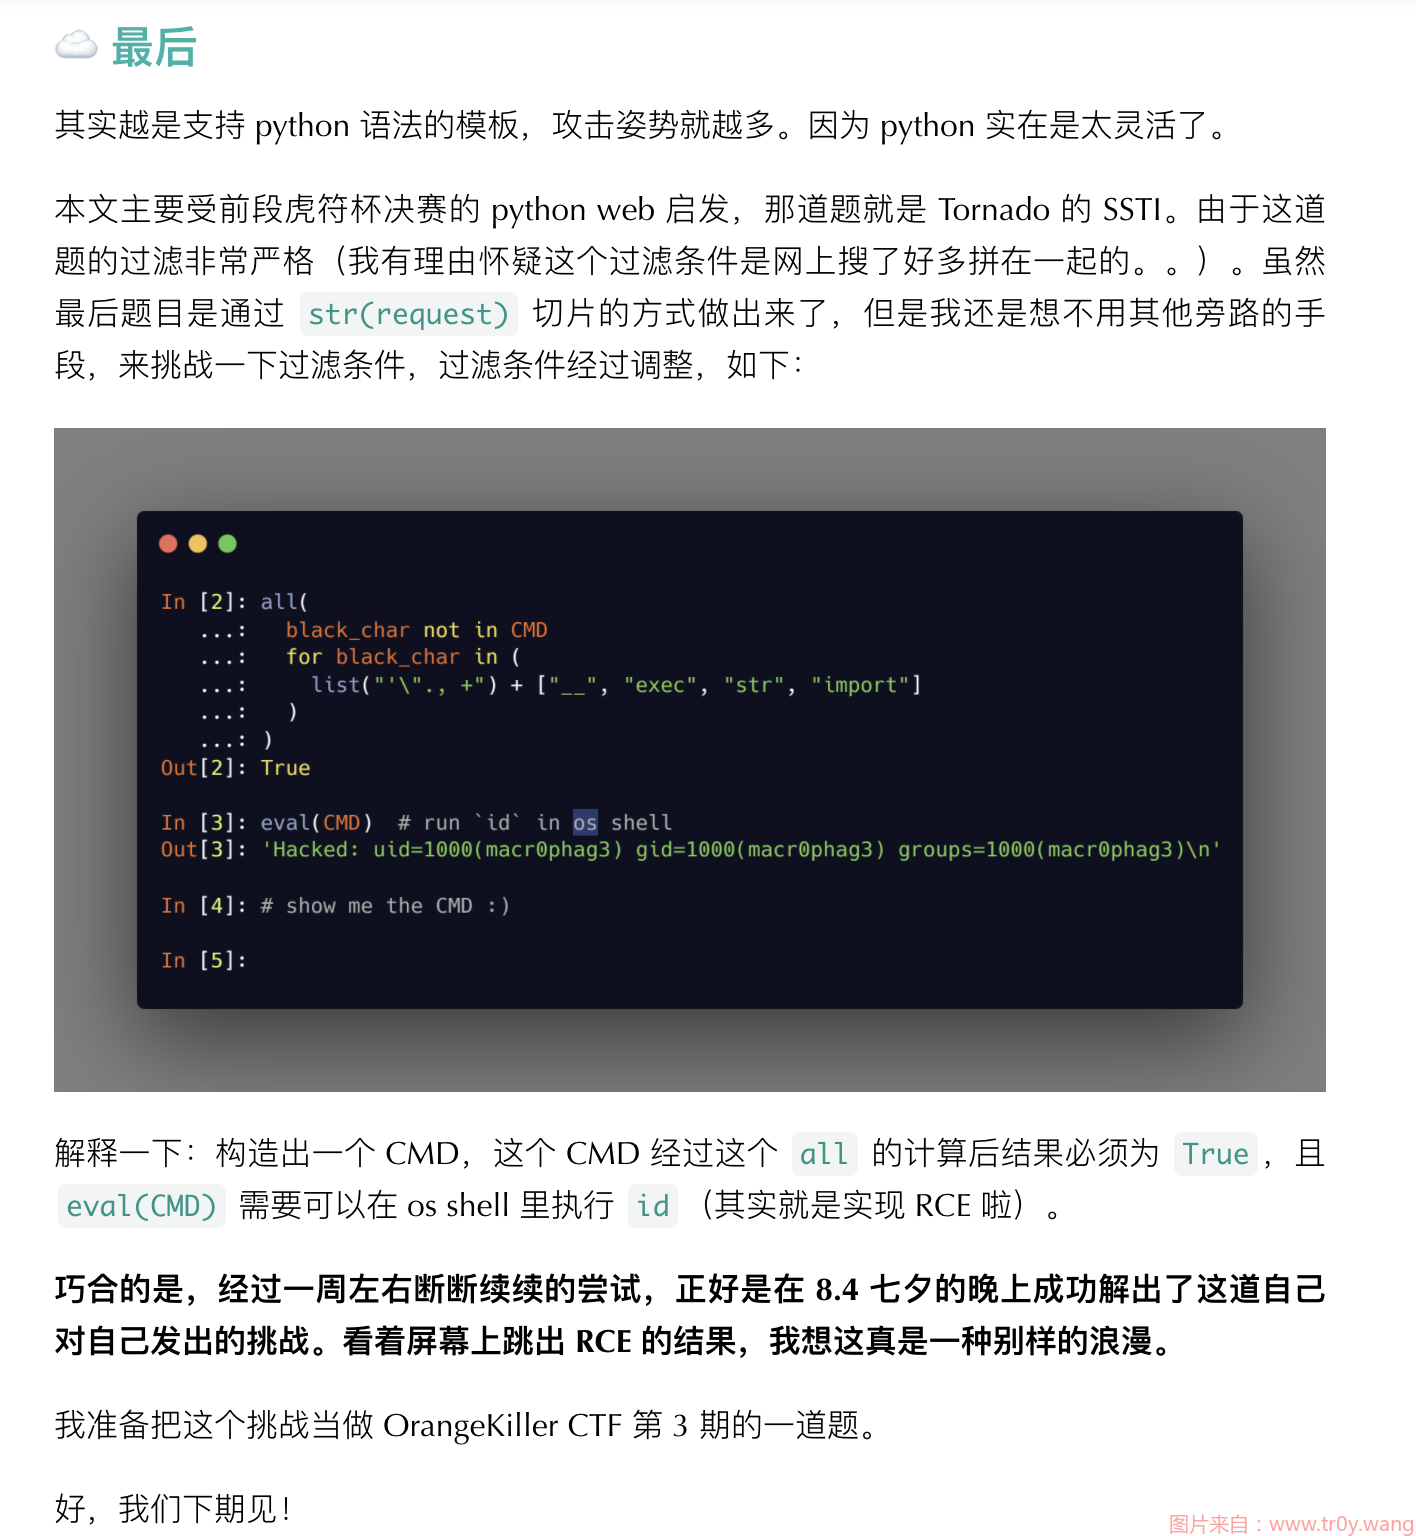 ☁️ 最后
其实越是支持 python 语法的模板，攻击姿势就越多。因为 python 实在是太灵活了。
本文主要受前段虎符杯决赛的 python web 启发，那道题就是 Tornado 的 SSTI。由于这道
题的过滤非常严格（我有理由怀疑这个过滤条件是网上搜了好多拼在一起的。。）。虽然
最后题目是通过 str(request) 切片的方式做出来了，但是我还是想不用其他旁路的手
段，来挑战一下过滤条件，过滤条件经过调整，如下：
In [2]: all(
   ...:   black_char not in CMD
   ...:   for black_char in (
   ...:     list("'\"., +") + ["__", "exec", "str", "import"]
   ...:   )
   ...: )
Out[2]: True
In [3]: eval(CMD)  # run `id` in os shell
Out[3]: 'Hacked: uid=1000(macr0phag3) gid=1000(macr0phag3) groups=1000(macr0phag3)\n'
In [4]: # show me the CMD :)
In [5]:
解释一下：构造出一个 CMD，这个 CMD 经过这个 all 的计算后结果必须为 True，且
eval(CMD) 需要可以在 os shell 里执行 id（其实就是实现 RCE 啦）。
巧合的是，经过一周左右断断续续的尝试，正好是在 8.4 七夕的晚上成功解出了这道自己
对自己发出的挑战。看着屏幕上跳出 RCE 的结果，我想这真是一种别样的浪漫。
我准备把这个挑战当做 OrangeKiller CTF 第 3 期的一道题。
好，我们下期见！
图片来自：www.tr0y.wang